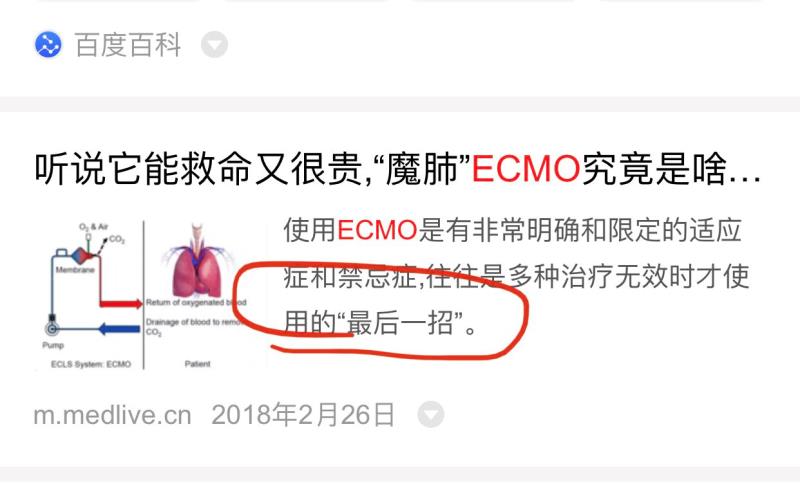 百度百科
听说它能救命又很贵,“魔肺”ECMO究竟是啥…
使用ECMO是有非常明确和限定的适应
症和禁忌症,往往是多种治疗无效时才使
用的“最后一招”。
O₂ & Air
CO₂
Membrane
Return of oxygenated blood
Drainage of blood to remove
CO₂
Pump
ECLS System: ECMO
Patient
m.medlive.cn 2018年2月26日